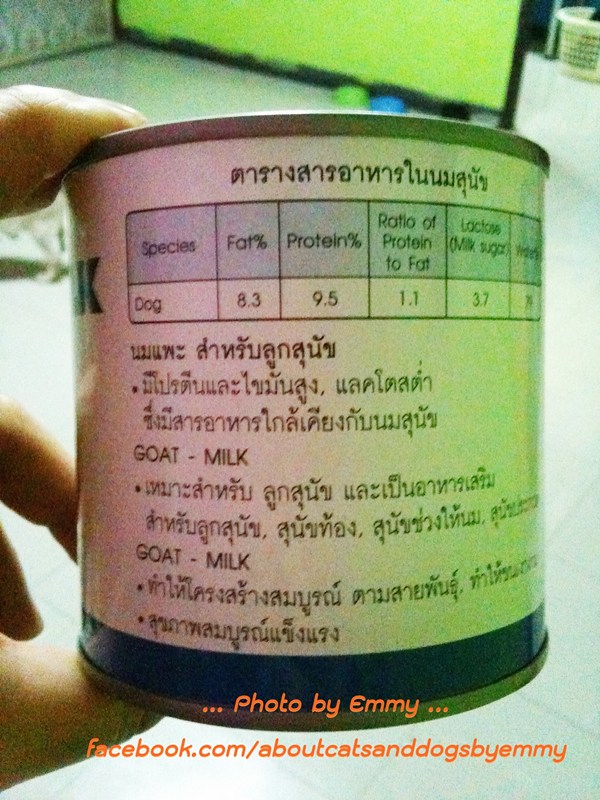 ตารางสารอาหารในนมสุนัข
Species Fat% Protein% Ratio of Protein to Fat Lactose (Milk sugar)
Dog 8.3 9.5 1.1 3.7
นมแพะ สำหรับลูกสุนัข
• มีโปรตีนและไขมันสูง, แลคโตสต่ำ
ซึ่งมีสารอาหารใกล้เคียงกับนมสุนัข
GOAT - MILK
• เหมาะสำหรับ ลูกสุนัข และเป็นอาหารเสริม
สำหรับลูกสุนัข, สุนัขท้อง, สุนัขช่วงให้นม,
GOAT - MILK
• ทำให้โครงสร้างสมบูรณ์ ตามสายพันธุ์,
• สุขภาพสมบูรณ์แข็งแรง
... Photo by Emmy ...
facebook.com/aboutcatsanddogsbyemmy